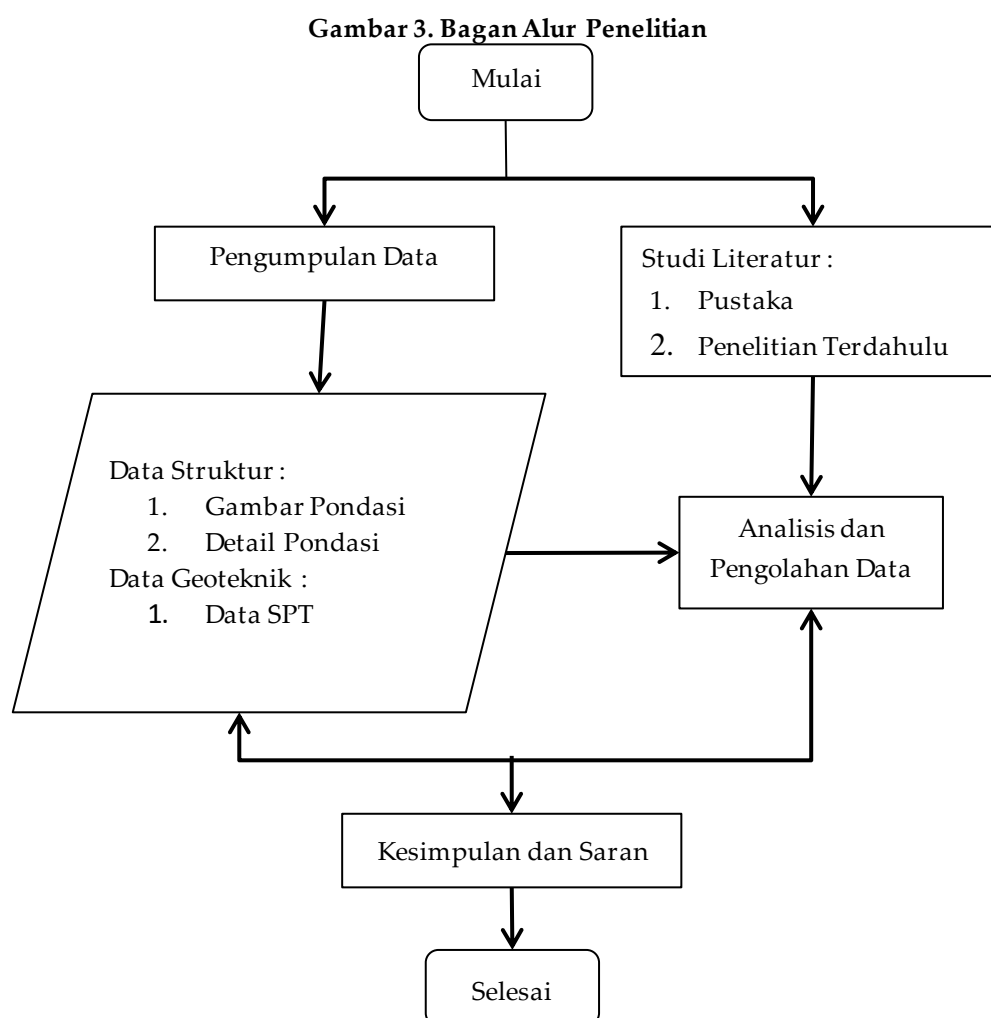 Gambar 3. Bagan Alur Penelitian
Mulai
Pengumpulan Data
Studi Literatur :
1. Pustaka
2. Penelitian Terdahulu
Data Struktur :
1. Gambar Pondasi
2. Detail Pondasi
Data Geoteknik :
1. Data SPT
Analisis dan
Pengolahan Data
Kesimpulan dan Saran
Selesai